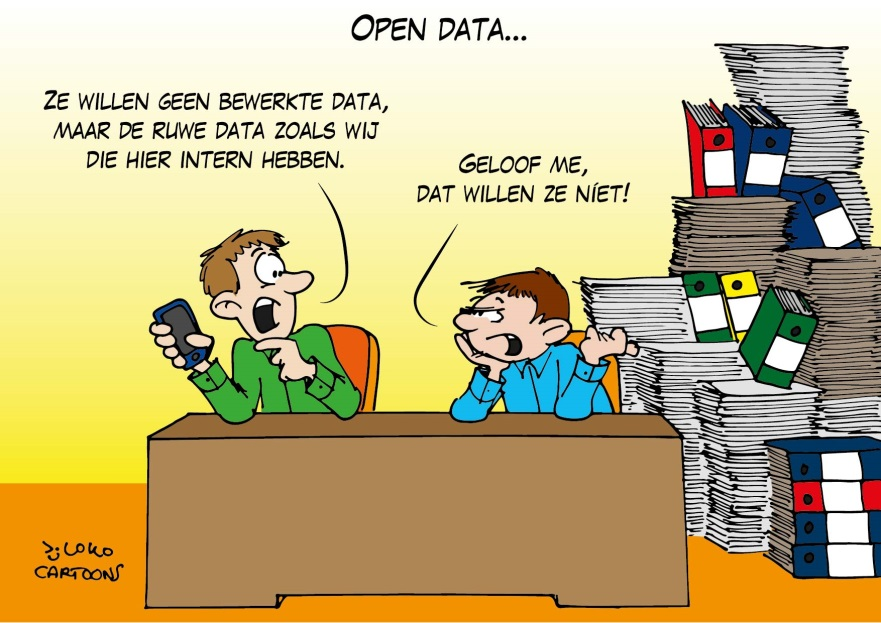 OPEN DATA...
ZE WILLEN GEEN BEWERKTE DATA,
MAAR DE RUWE DATA ZOALS WIJ
DIE HIER INTERN HEBBEN.
GELOOF ME,
DAT WILLEN ZE NÍET!
LOKO
CARTOONS